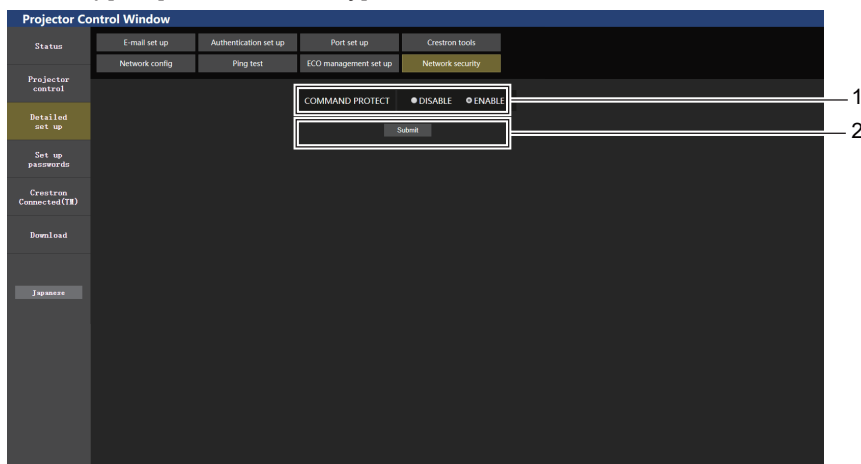 Projector Control Window
Status
E-mail set up
Authentication set up
Port set up
Crestron tools
Network config
Ping test
ECO management set up
Network security
Projector
control
Detailed
set up
Set up
passwords
Crestron
Connected(TM)
Download
Japanese
COMMAND PROTECT
DISABLE
ENABLE
Submit
1
2